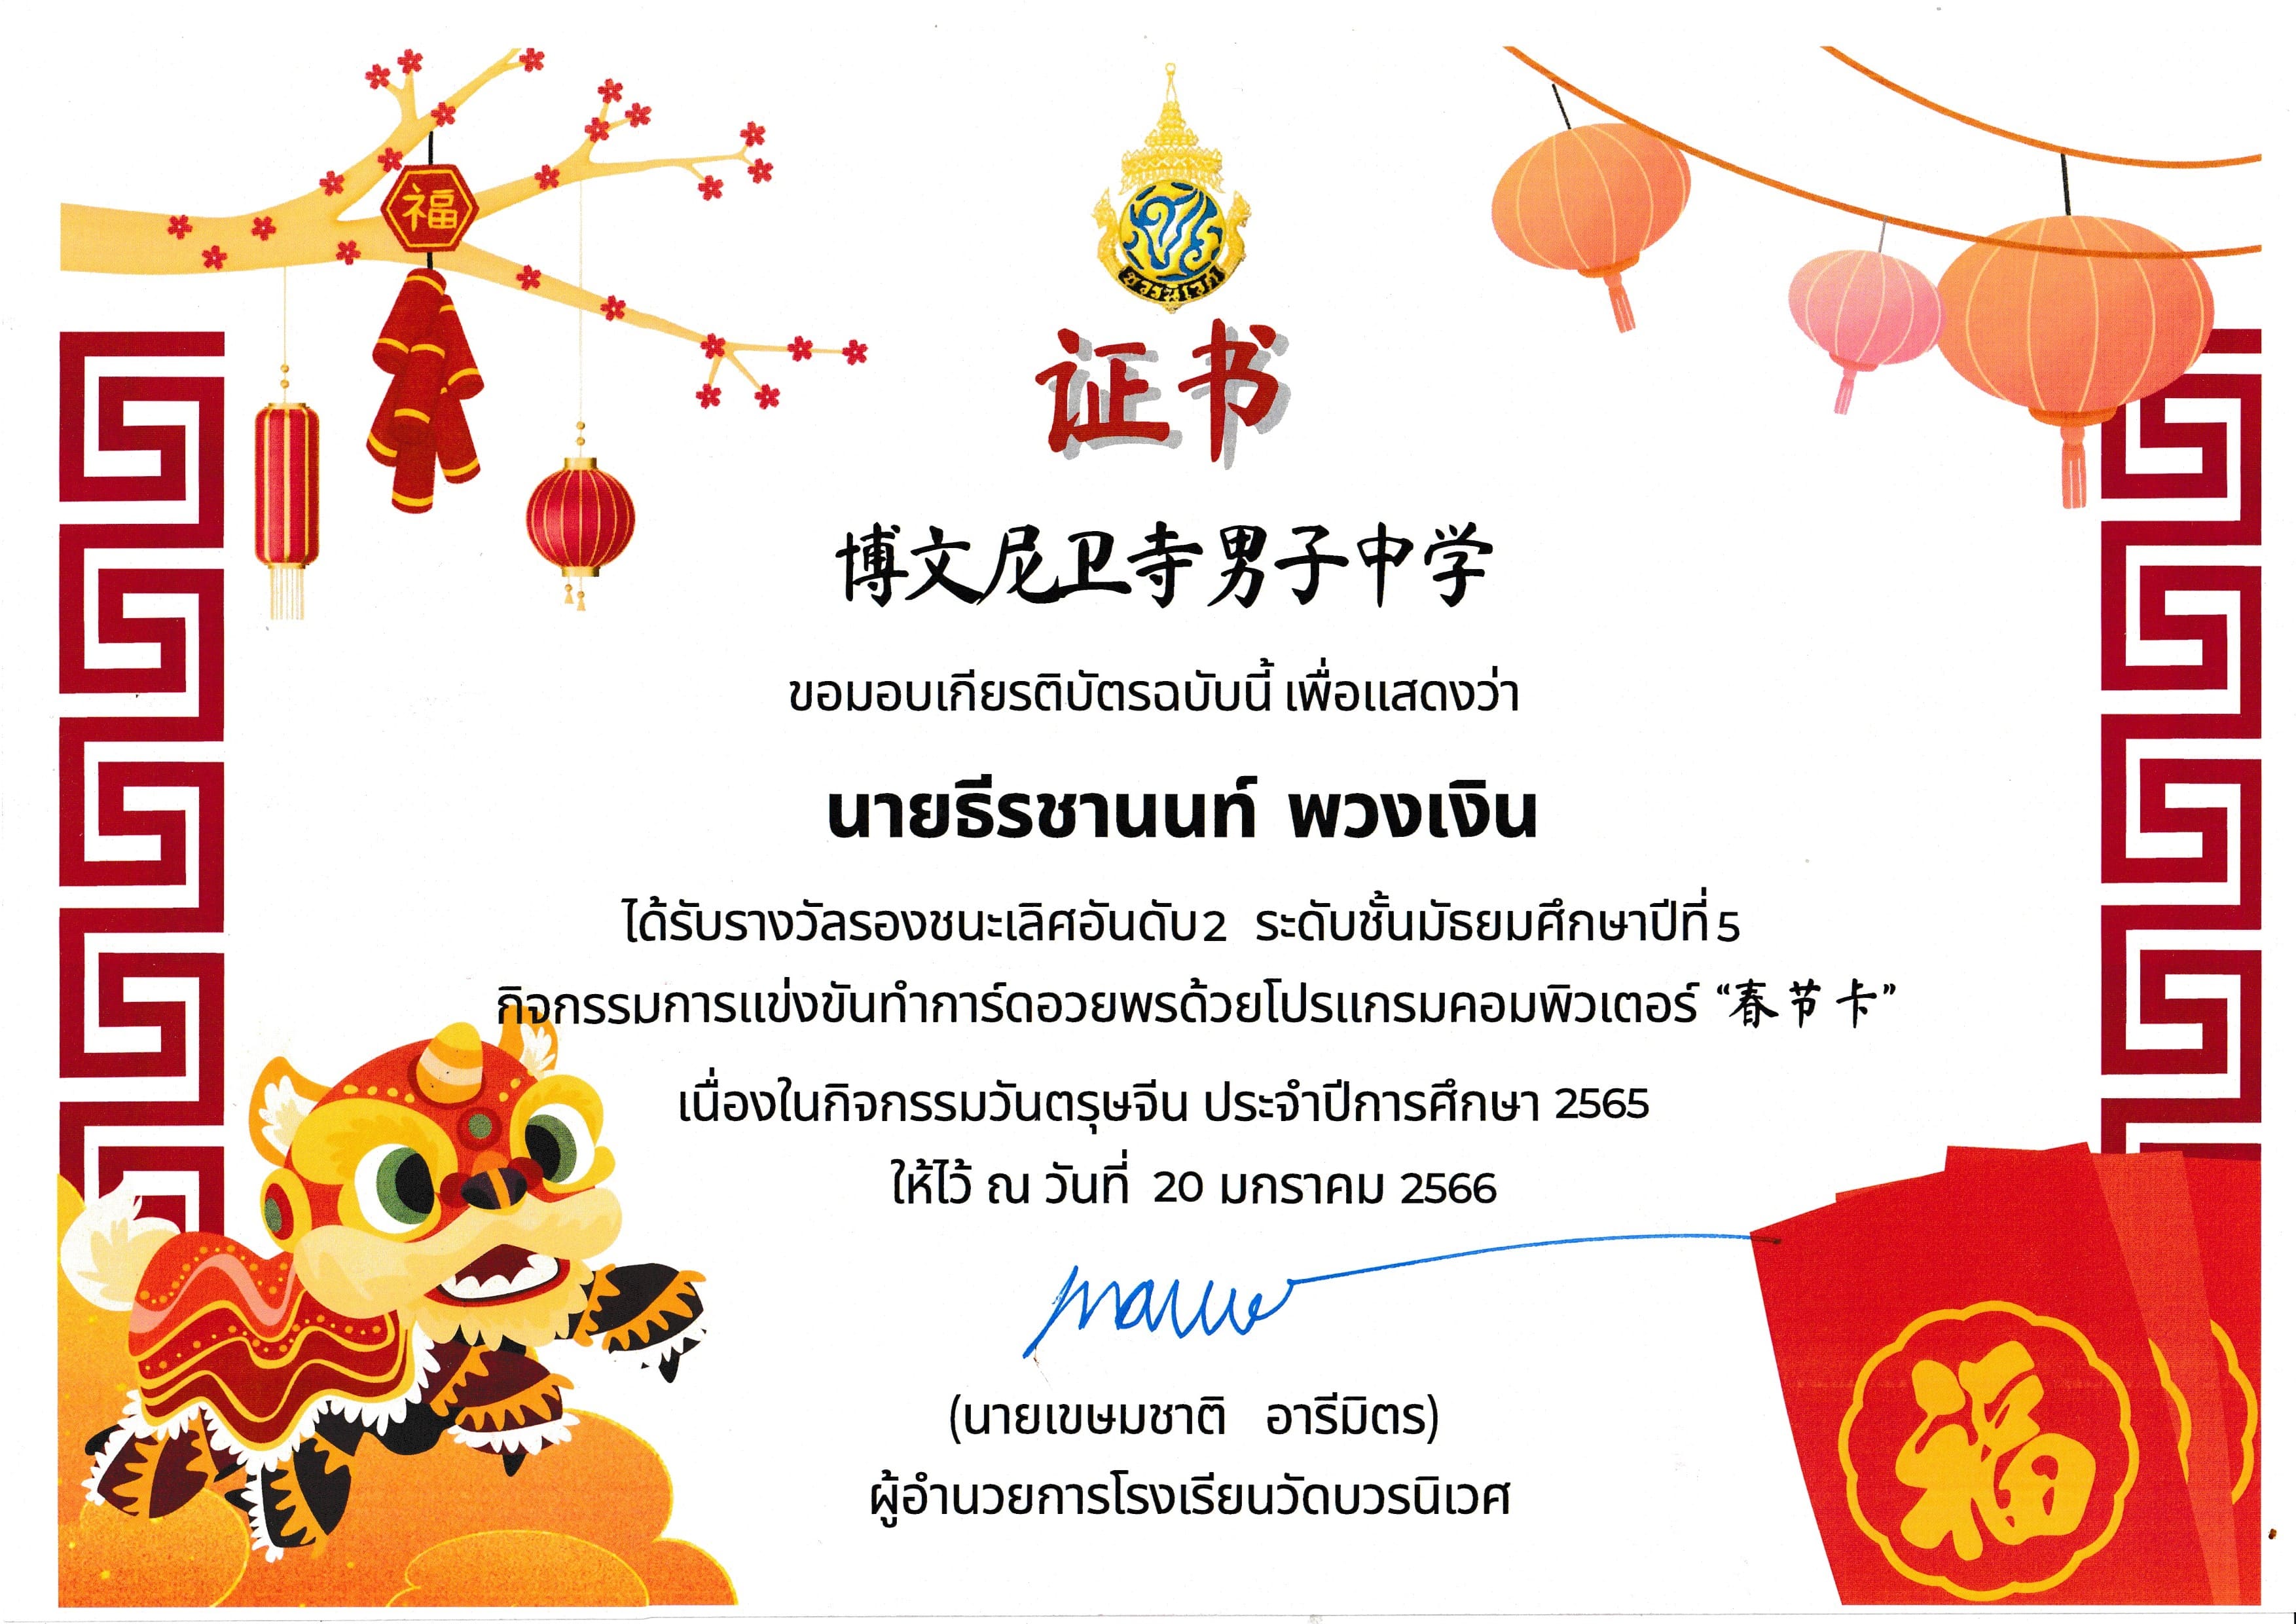 福
บวรนิเวศ
证书
博文尼卫寺男子中学
ขอมอบเกียรติบัตรฉบับนี้ เพื่อแสดงว่า
นายธีรชานนท์ พวงเงิน
ได้รับรางวัลรองชนะเลิศอันดับ2 ระดับชั้นมัธยมศึกษาปีที่ 5
กิจกรรมการแข่งขันทำการ์ดอวยพรด้วยโปรแกรมคอมพิวเตอร์ “春节卡”
เนื่องในกิจกรรมวันตรุษจีน ประจำปีการศึกษา 2565
ให้ไว้ ณ วันที่ 20 มกราคม 2566
(นายเขษมชาติ อารีมิตร)
ผู้อำนวยการโรงเรียนวัดบวรนิเวศ
福